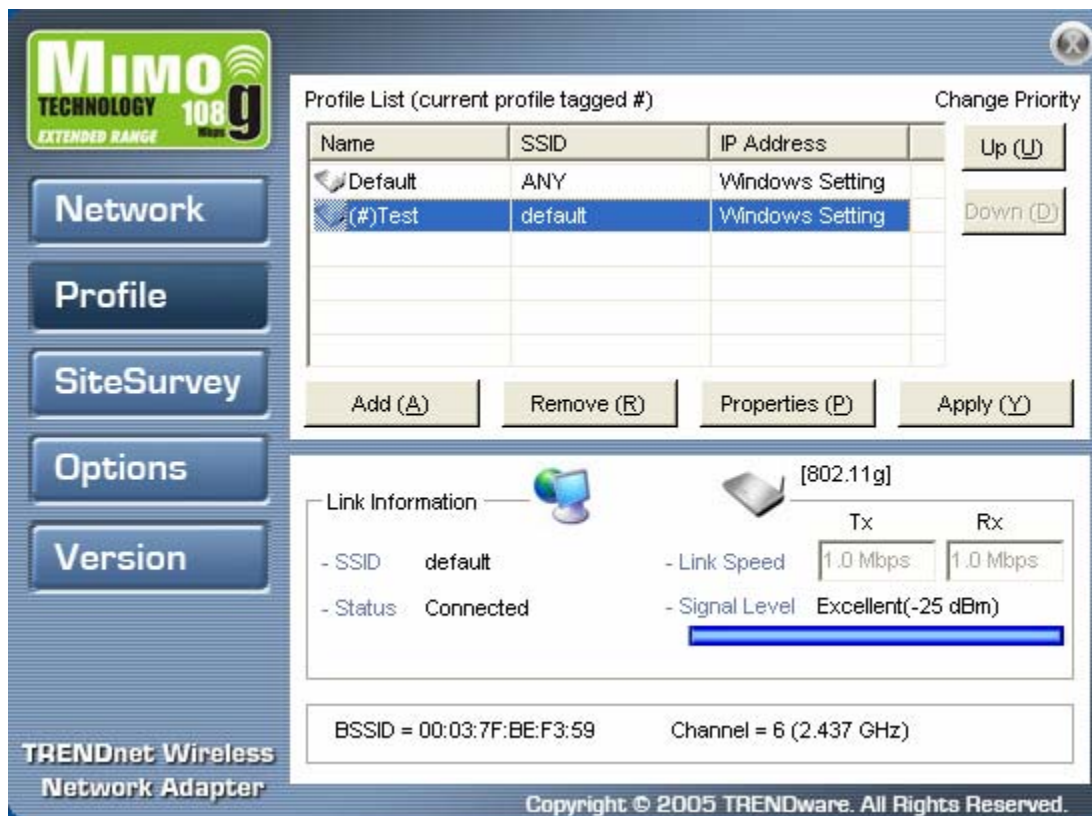 MIMO
TECHNOLOGY 108 Mbps g
EXTENDED RANGE
X
Network
Profile
SiteSurvey
Options
Version
TRENDnet Wireless
Network Adapter
Profile List (current profile tagged #)
Change Priority
Name SSID IP Address
Default ANY Windows Setting
(#)Test default Windows Setting
Up (U)
Down (D)
Add (A) Remove (R) Properties (P) Apply (Y)
Link Information
[802.11g]
Tx Rx
- SSID default
- Link Speed 1.0 Mbps 1.0 Mbps
- Status Connected
- Signal Level Excellent(-25 dBm)
BSSID = 00:03:7F:BE:F3:59 Channel = 6 (2.437 GHz)
Copyright © 2005 TRENDware. All Rights Reserved.